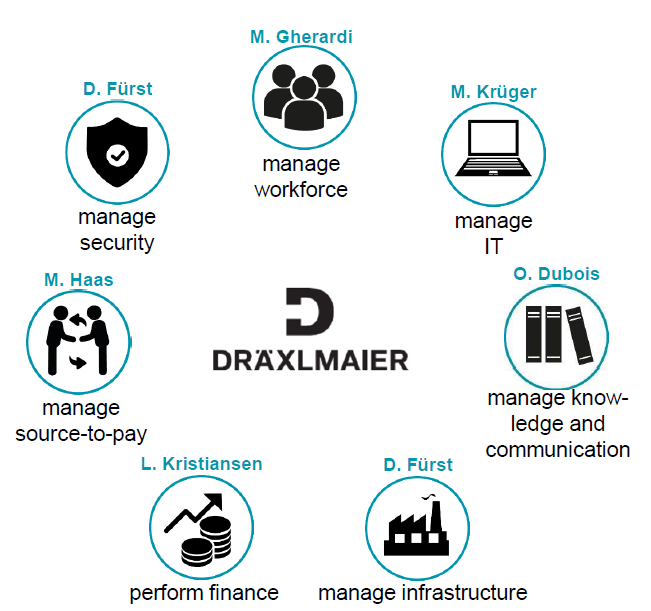 M. Gherardi
manage
workforce
D. Fürst
manage
security
M. Krüger
manage
IT
M. Haas
manage
source-to-pay
DRÄXLMAIER
O. Dubois
manage know-
ledge and
communication
L. Kristiansen
perform finance
D. Fürst
manage infrastructure